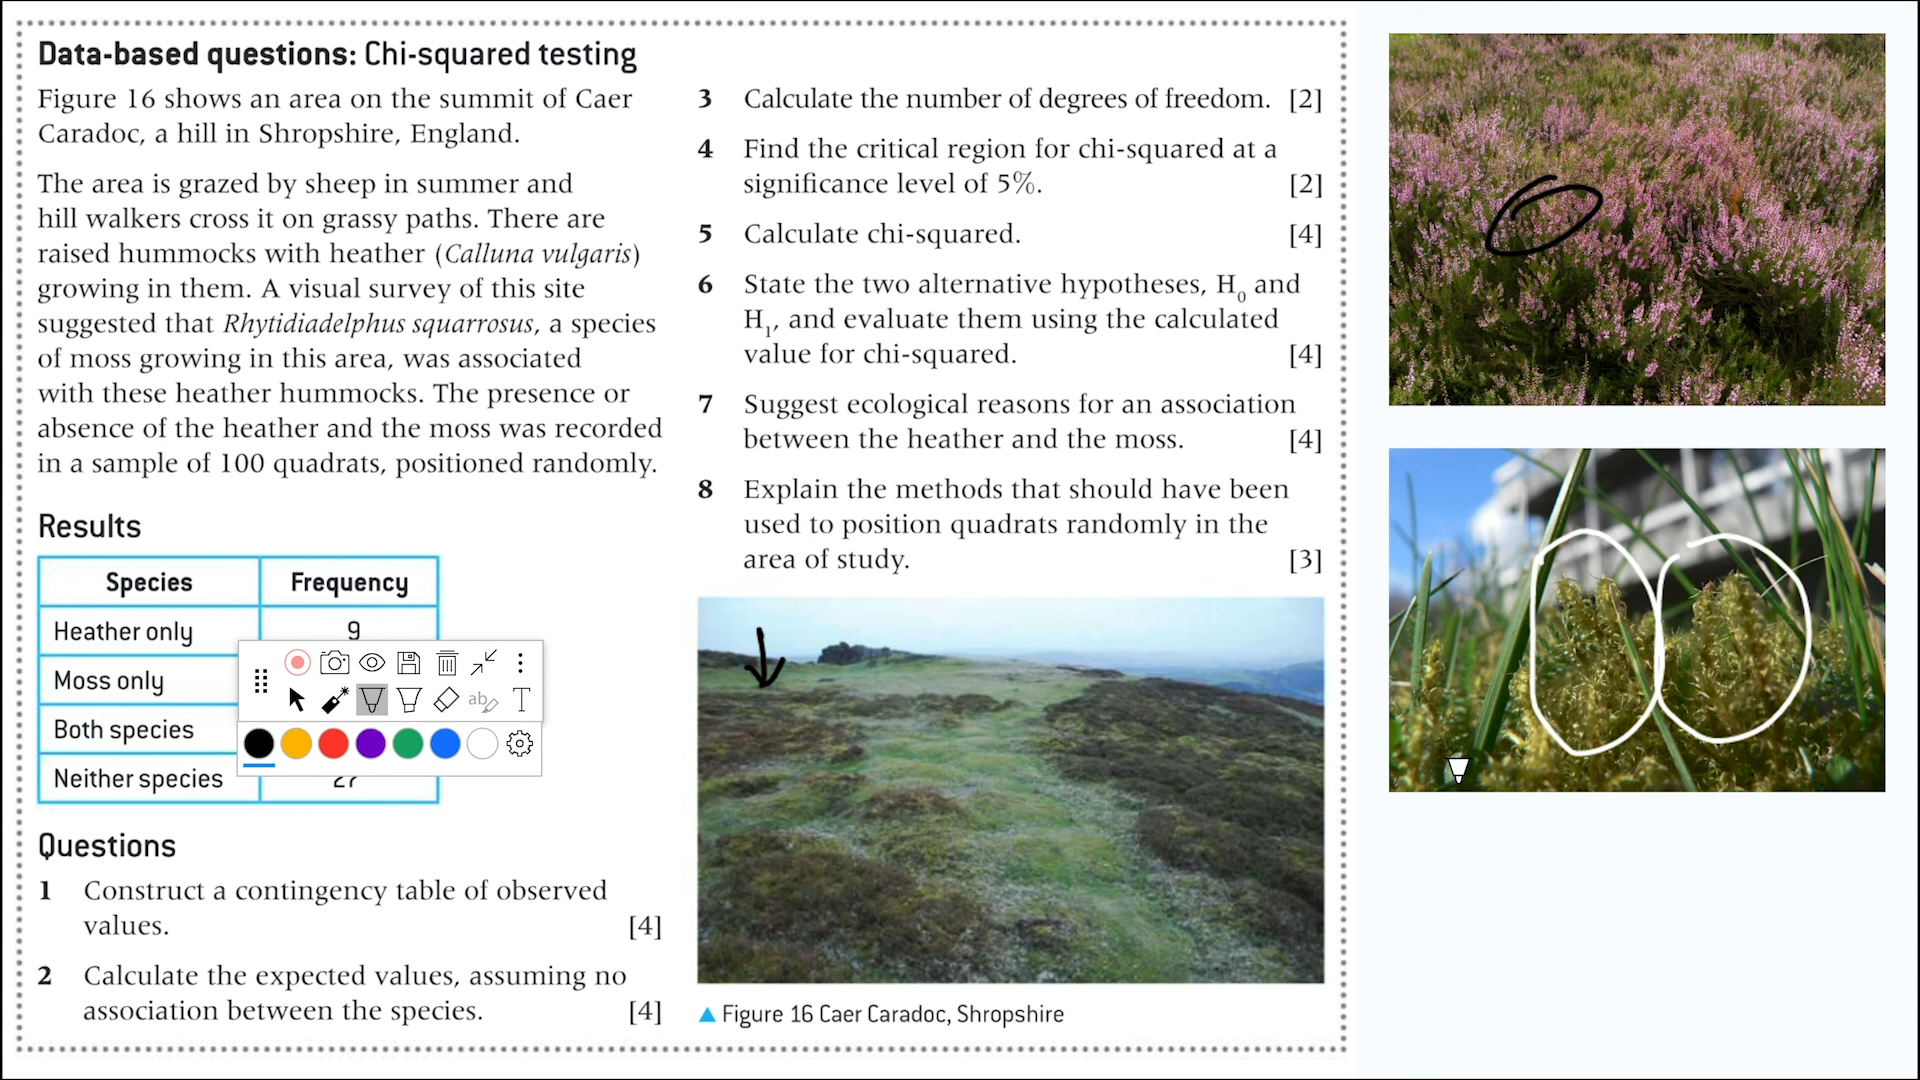 Data-based questions: Chi-squared testing
Figure 16 shows an area on the summit of Caer
Caradoc, a hill in Shropshire, England.
The area is grazed by sheep in summer and
hill walkers cross it on grassy paths. There are
raised hummocks with heather (Calluna vulgaris)
growing in them. A visual survey of this site
suggested that Rhytidiadelphus squarrosus, a species
of moss growing in this area, was associated
with these heather hummocks. The presence or
absence of the heather and the moss was recorded
in a sample of 100 quadrats, positioned randomly.
Results
Species Frequency
Heather only 9
Moss only
Both species
Neither species
ab
T
Questions
1 Construct a contingency table of observed
values. [4]
2 Calculate the expected values, assuming no
association between the species. [4]
3 Calculate the number of degrees of freedom. [2]
4 Find the critical region for chi-squared at a
significance level of 5%. [2]
5 Calculate chi-squared. [4]
6 State the two alternative hypotheses, H₀ and
H₁, and evaluate them using the calculated
value for chi-squared. [4]
7 Suggest ecological reasons for an association
between the heather and the moss. [4]
8 Explain the methods that should have been
used to position quadrats randomly in the
area of study. [3]
▲ Figure 16 Caer Caradoc, Shropshire